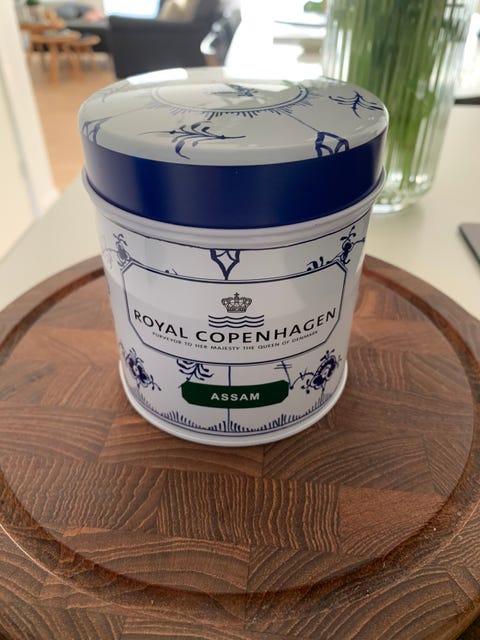 ROYAL COPENHAGEN
PURVEYOR TO HER MAJESTY THE QUEEN OF DENMARK
ASSAM